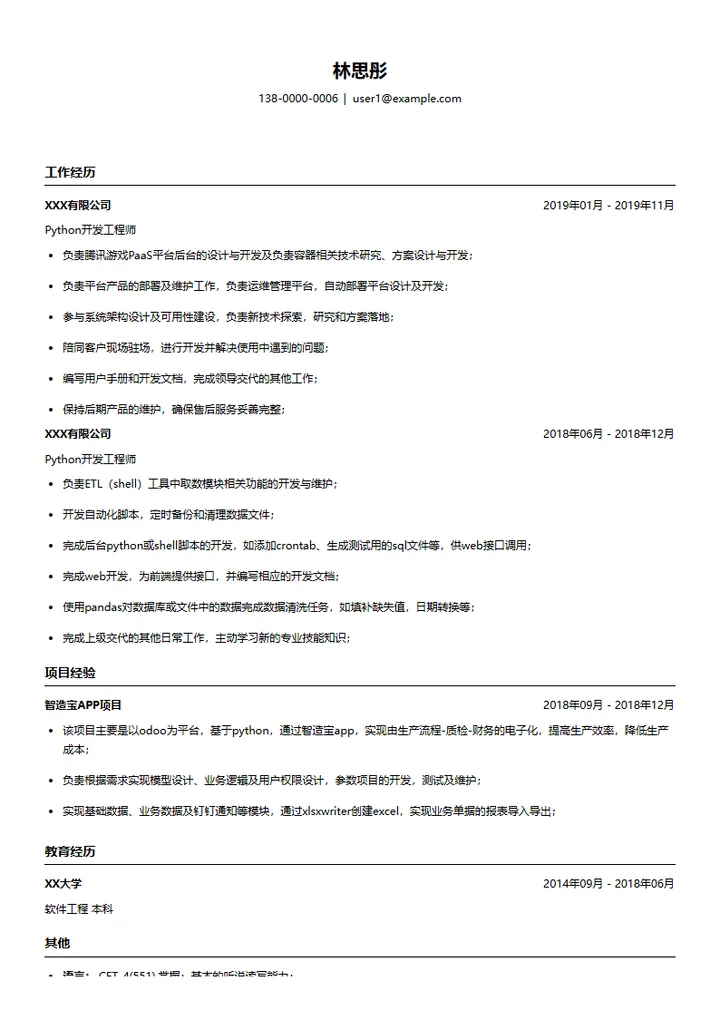 林思彤
138-0000-0006 | user1@example.com
工作经历
XXX有限公司 2019年01月 - 2019年11月
Python开发工程师
• 负责腾讯游戏PaaS平台后台的设计与开发及负责容器相关技术研究、方案设计与开发；
• 负责平台产品的部署及维护工作，负责运维管理平台，自动部署平台设计及开发；
• 参与系统架构设计及可用性建设，负责新技术探索，研究和方案落地；
• 陪同客户现场驻场，进行开发并解决使用中遇到的问题；
• 编写用户手册和开发文档，完成领导交代的其他工作；
• 保持后期产品的维护，确保售后服务妥善完整；
XXX有限公司 2018年06月 - 2018年12月
Python开发工程师
• 负责ETL（shell）工具中取数模块相关功能的开发与维护；
• 开发自动化脚本，定时备份和清理数据文件；
• 完成后台python或shell脚本的开发，如添加crontab、生成测试用的sql文件等，供web接口调用；
• 完成web开发，为前端提供接口，并编写相应的开发文档；
• 使用pandas对数据库或文件中的数据完成数据清洗任务，如填补缺失值，日期转换等；
• 完成上级交代的其他日常工作，主动学习新的专业技能知识；
项目经验
智造宝APP项目 2018年09月 - 2018年12月
• 该项目主要是以odoo为平台，基于python，通过智造宝app，实现由生产流程-质检-财务的电子化，提高生产效率，降低生产
成本；
• 负责根据需求实现模型设计、业务逻辑及用户权限设计，参数项目的开发，测试及维护；
• 实现基础数据、业务数据及钉钉通知等模块，通过xlsxwriter创建excel，实现业务单据的报表导入导出；
教育经历
XX大学 2014年09月 - 2018年06月
软件工程 本科
其他
• 语言： CET-4(551) 掌握；基本的听说读写能力；